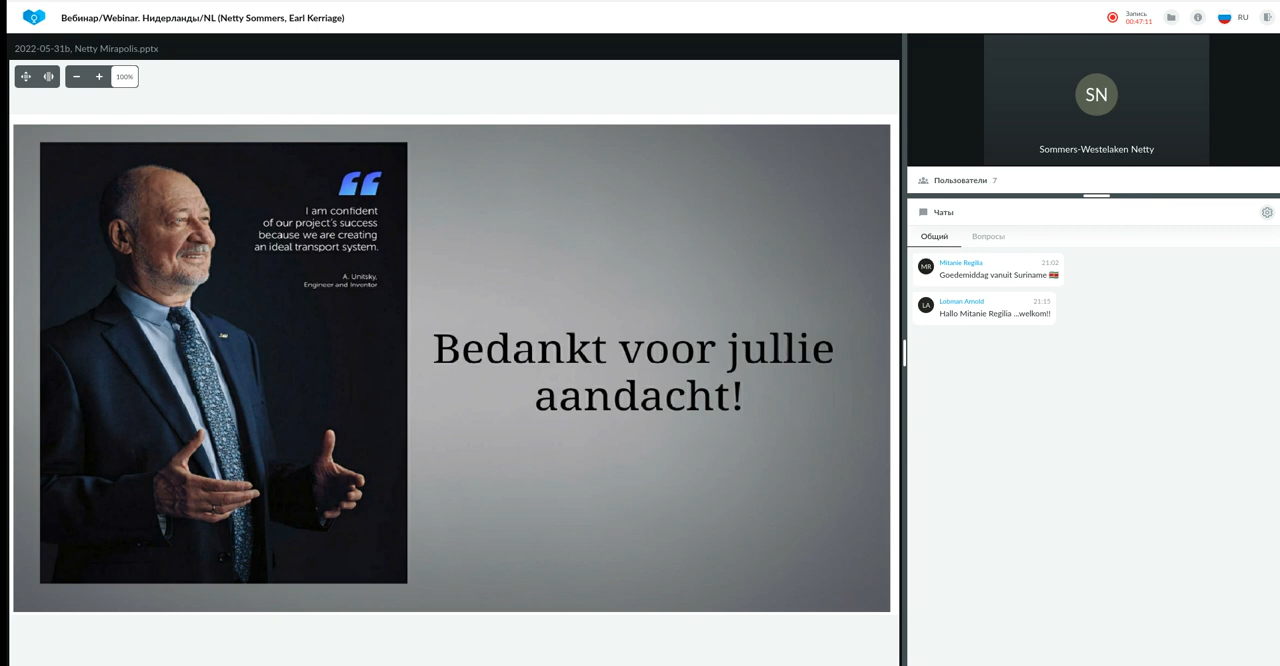 Вебинар/Webinar. Нидерланды/NL (Netty Sommers, Earl Kerriage)
Запись
00:47:11
RU
2022-05-31b, Netty Mirapolis.pptx
100%
I am confident
of our project's success
because we are creating
an ideal transport system.
A. Unitsky,
Engineer and Inventor
Bedankt voor jullie
aandacht!
SN
Sommers-Westelaken Netty
Пользователи 7
Чаты
Общий Вопросы
MR
Mitanie Regilia 21:02
Goedemiddag vanuit Suriname 🇸🇷
LA
Lobman Arnold 21:15
Hallo Mitanie Regilia ...welkom!!